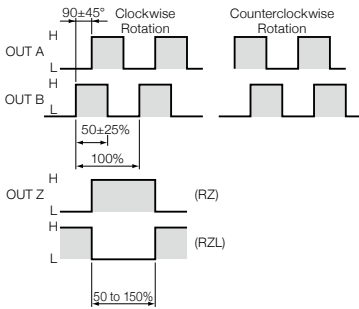 90±45°
Clockwise
Rotation
Counterclockwise
Rotation
H
OUT A
L
H
OUT B
L
50±25%
100%
H
OUT Z
(RZ)
L
H
(RZL)
L
50 to 150%